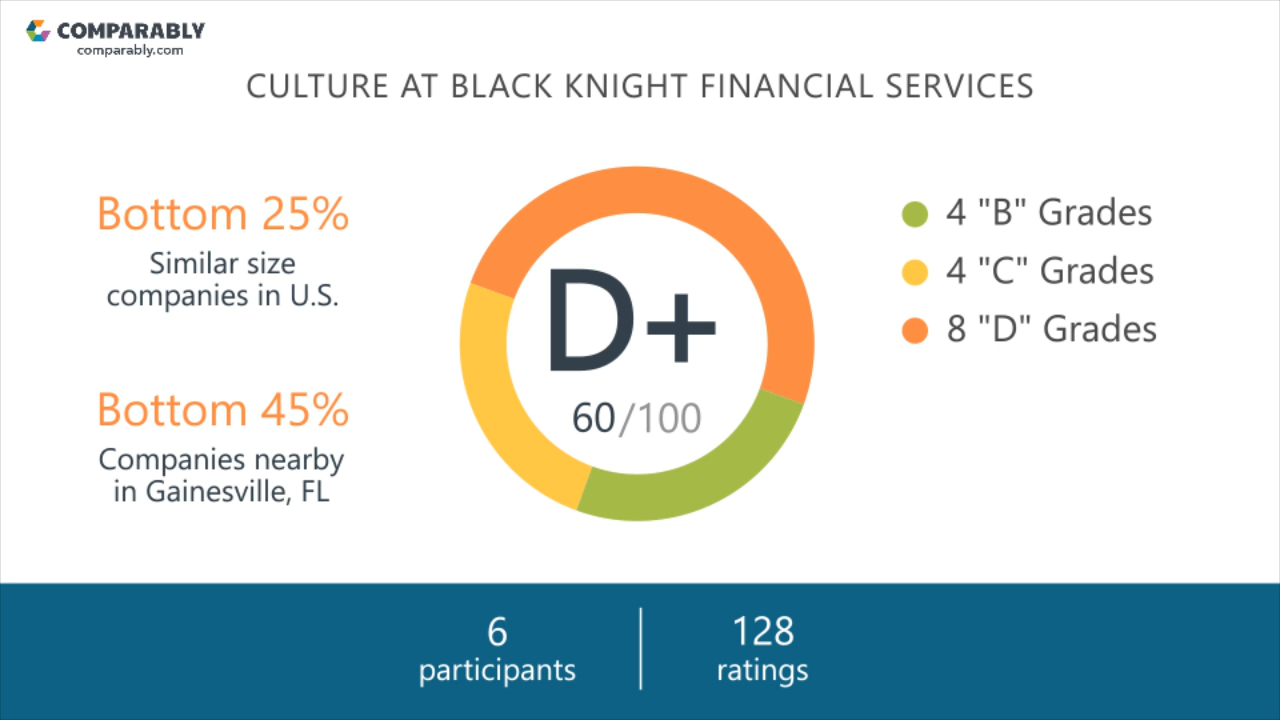 COMPARABLY
comparably.com
CULTURE AT BLACK KNIGHT FINANCIAL SERVICES
Bottom 25%
Similar size
companies in U.S.
Bottom 45%
Companies nearby
in Gainesville, FL
D+
60/100
4 "B" Grades
4 "C" Grades
8 "D" Grades
6
participants
128
ratings